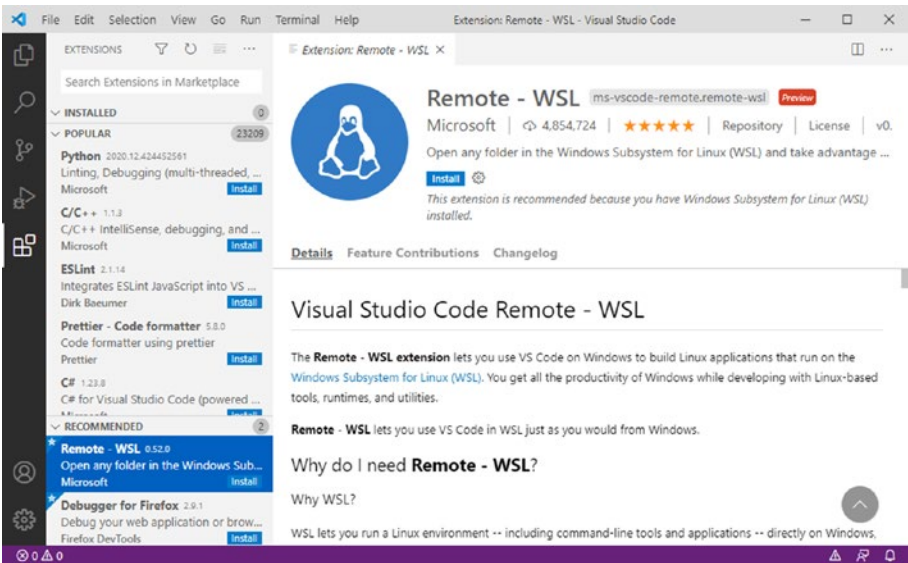 File Edit Selection View Go Run Terminal Help
Extension: Remote - WSL - Visual Studio Code
EXTENSIONS
Search Extensions in Marketplace
INSTALLED 0
POPULAR 23209
Python 2020.12.424452561
Linting, Debugging (multi-threaded, ...
Microsoft Install
C/C++ 1.1.3
C/C++ IntelliSense, debugging, and ...
Microsoft Install
ESLint 2.1.14
Integrates ESLint JavaScript into VS ...
Dirk Baeumer Install
Prettier - Code formatter 5.8.0
Code formatter using prettier
Prettier Install
C# 1.23.8
C# for Visual Studio Code (powered ...
Microsoft Install
RECOMMENDED 2
Remote - WSL 0.52.0
Open any folder in the Windows Sub...
Microsoft Install
Debugger for Firefox 2.9.1
Debug your web application or brow...
Firefox DevTools Install
Extension: Remote - WSL
Remote - WSL ms-vscode-remote.remote-wsl Preview
Microsoft | 4,854,724 | ★★★★★ | Repository | License | v0.
Open any folder in the Windows Subsystem for Linux (WSL) and take advantage ...
Install
This extension is recommended because you have Windows Subsystem for Linux (WSL)
installed.
Details Feature Contributions Changelog
Visual Studio Code Remote - WSL
The Remote - WSL extension lets you use VS Code on Windows to build Linux applications that run on the
Windows Subsystem for Linux (WSL). You get all the productivity of Windows while developing with Linux-based
tools, runtimes, and utilities.
Remote - WSL lets you use VS Code in WSL just as you would from Windows.
Why do I need Remote - WSL?
Why WSL?
WSL lets you run a Linux environment -- including command-line tools and applications -- directly on Windows,
0 0